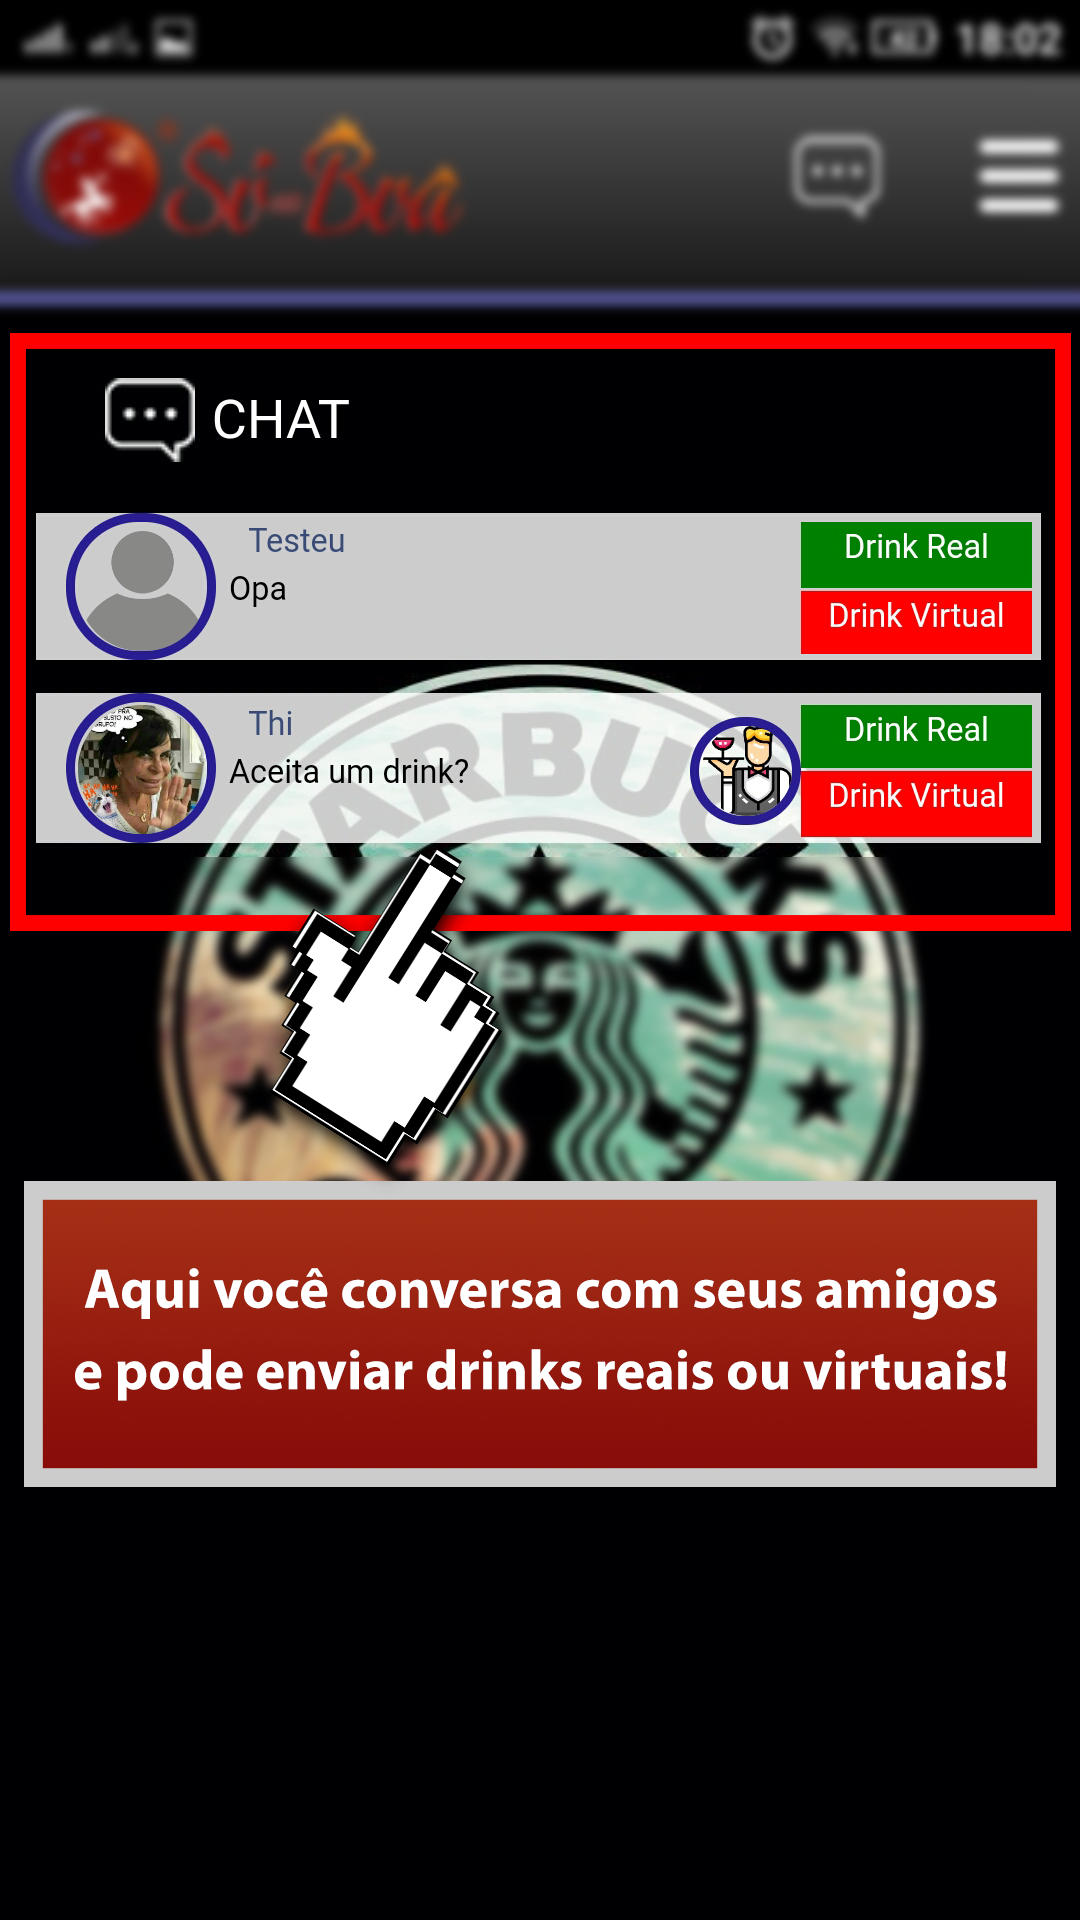 18:02
Só-Boa
CHAT
Testeu
Opa
Drink Real
Drink Virtual
Thi
Aceita um drink?
Drink Real
Drink Virtual
STARBUCKS
Aqui você conversa com seus amigos
e pode enviar drinks reais ou virtuais!